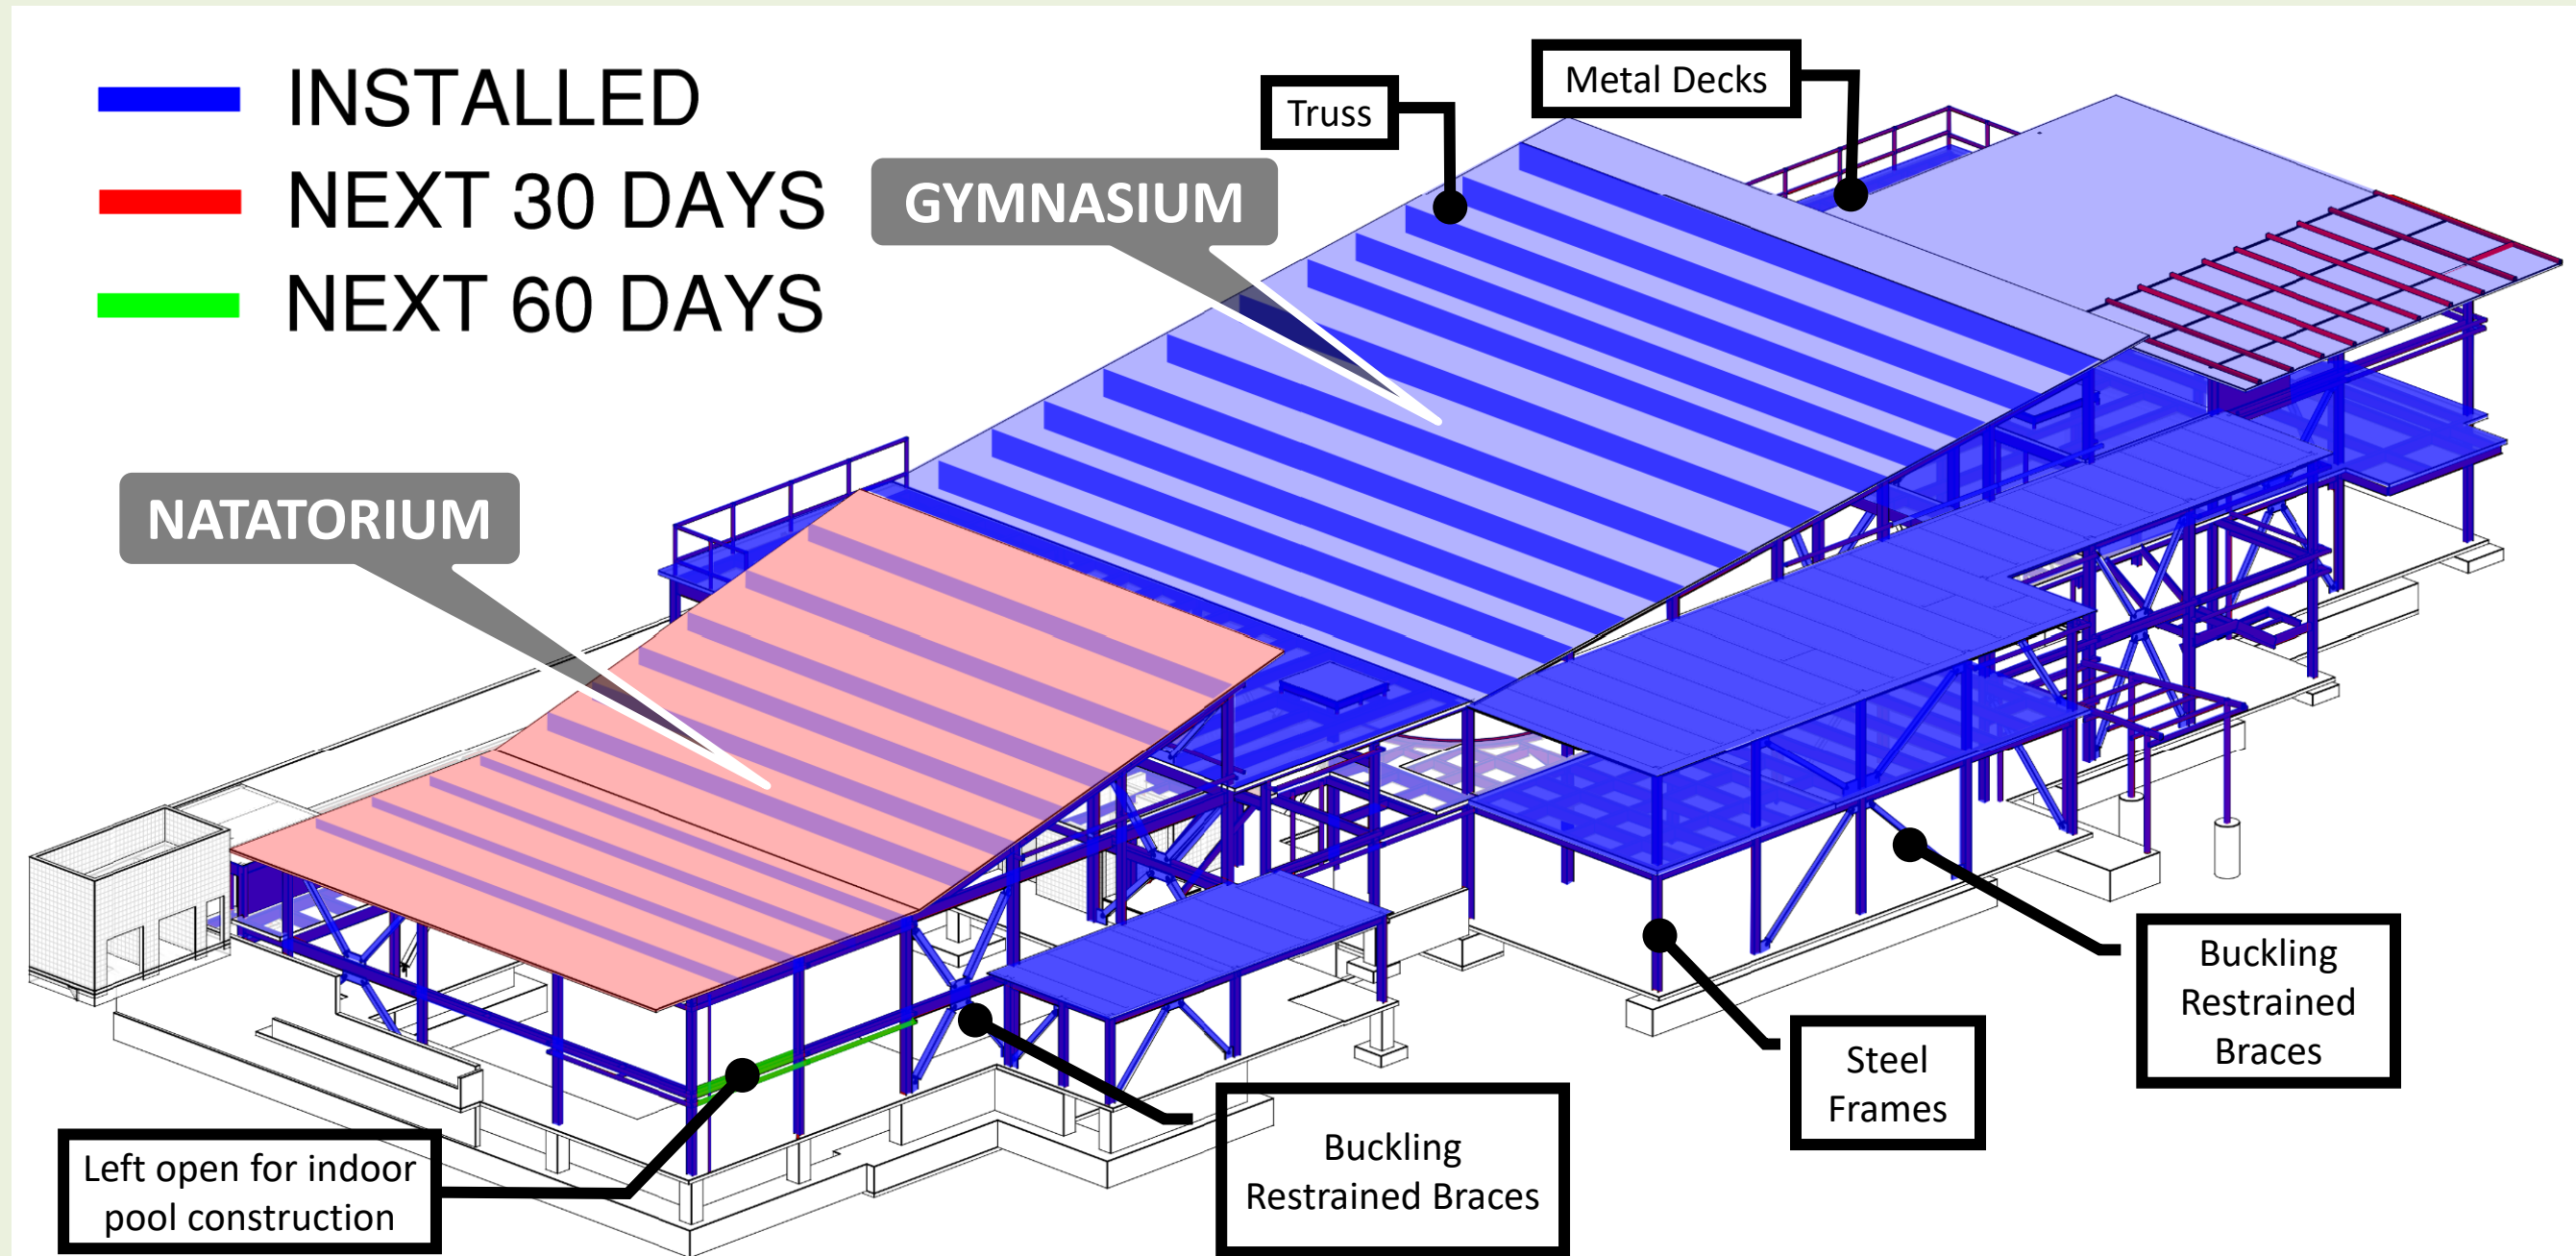 INSTALLED
NEXT 30 DAYS
NEXT 60 DAYS
Truss
Metal Decks
GYMNASIUM
NATATORIUM
Left open for indoor
pool construction
Buckling
Restrained Braces
Steel
Frames
Buckling
Restrained
Braces